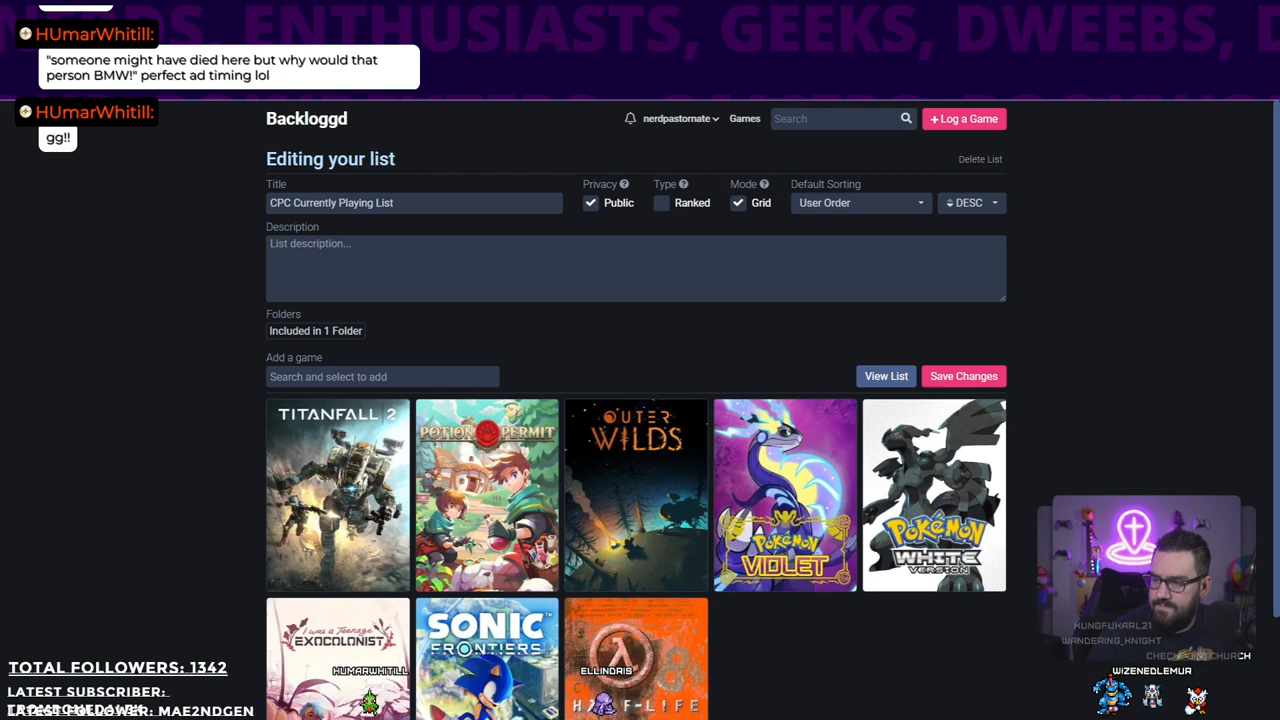 NERDS, ENTHUSIASTS, GEEKS, DWEEBS, D
HUmarWhitill:
"someone might have died here but why would that
person BMW!" perfect ad timing lol
HUmarWhitill:
gg!!
Backloggd
nerdpastornate
Games
Search
+ Log a Game
Editing your list
Delete List
Title
Privacy
Type
Mode
Default Sorting
CPC Currently Playing List
Public
Ranked
Grid
User Order
DESC
Description
List description...
Folders
Included in 1 Folder
Add a game
Search and select to add
View List
Save Changes
TITANFALL 2
POTION PERMIT
OUTER
WILDS
POKÉMON
VIOLET
POKÉMON
WHITE
VERSION
I was a Teenage
EXOCOLONIST
SONIC
FRONTIERS
HALF-LIFE
HUMARWHITILL
ELLINDRIS
KUNGFUKARL21
WANDERING_KNIGHT
CHURCH
WIZENEDLEMUR
TOTAL FOLLOWERS: 1342
LATEST SUBSCRIBER:
LATEST FOLLOWER: MAE2NDGEN